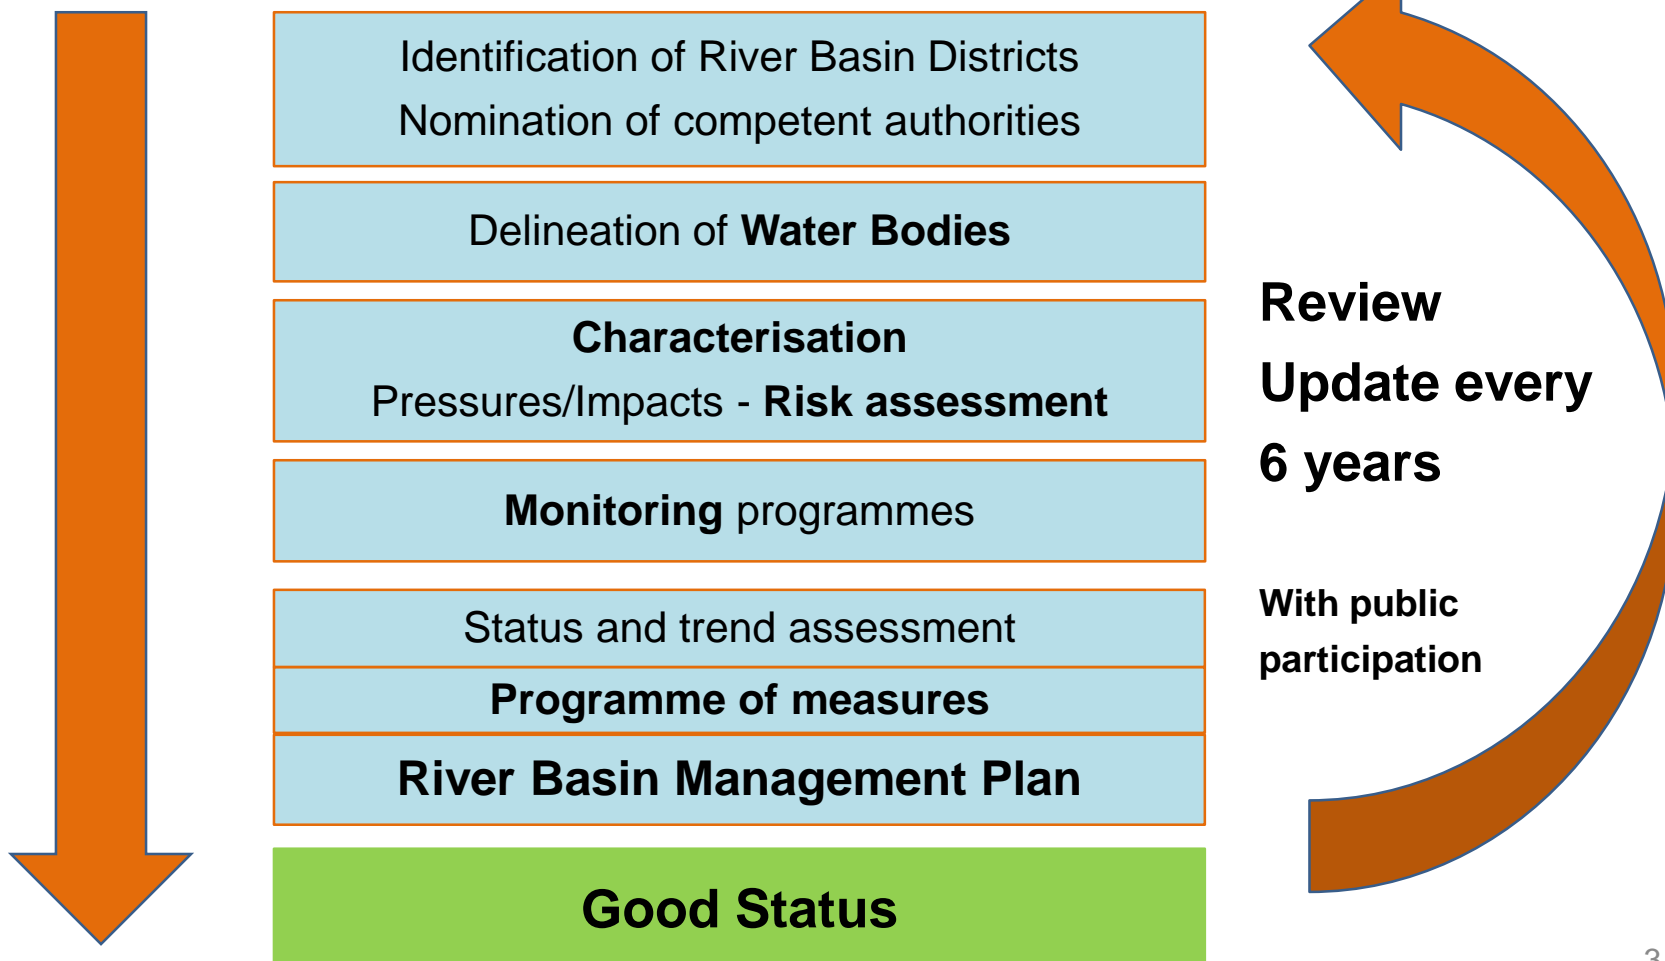 Identification of River Basin Districts
Nomination of competent authorities
Delineation of Water Bodies
Characterisation
Pressures/Impacts - Risk assessment
Monitoring programmes
Status and trend assessment
Programme of measures
River Basin Management Plan
Good Status
Review
Update every
6 years
With public
participation
3